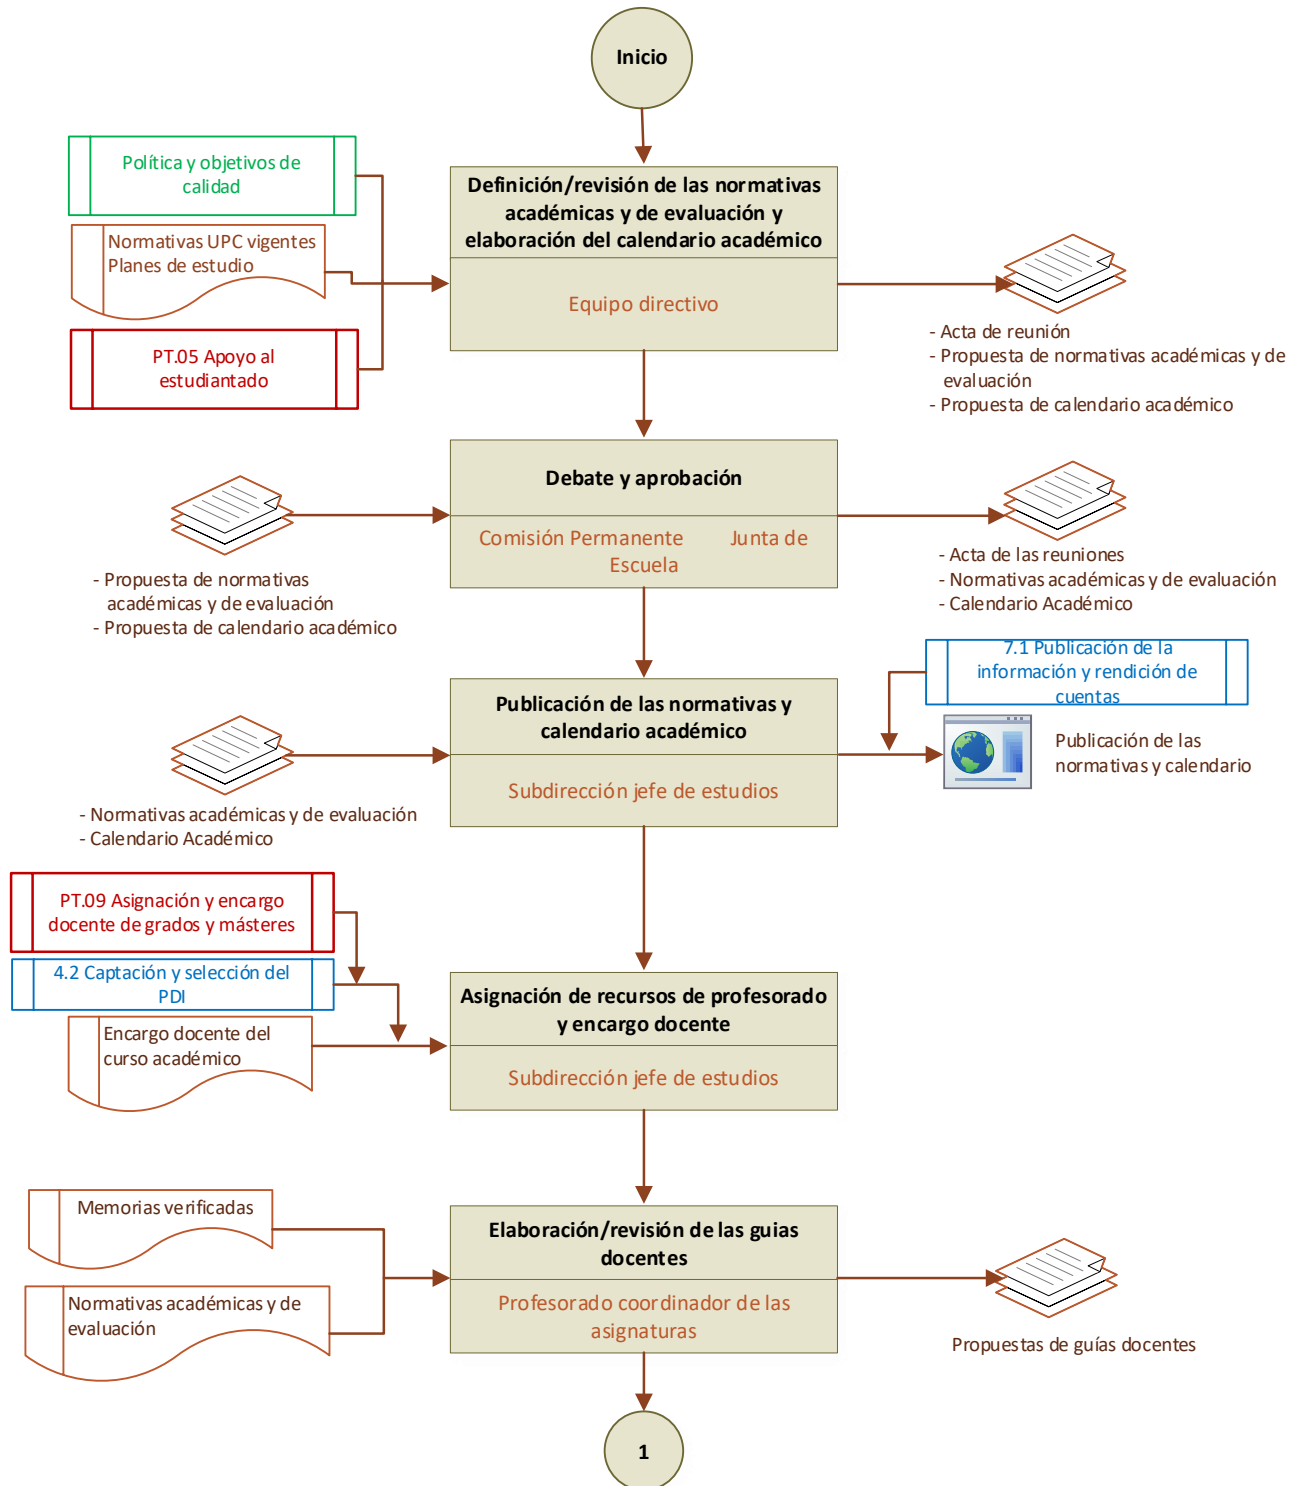 Inicio
Política y objetivos de
calidad
Normativas UPC vigentes
Planes de estudio
PT.05 Apoyo al
estudiantado
Definición/revisión de las normativas
académicas y de evaluación y
elaboración del calendario académico
Equipo directivo
- Acta de reunión
- Propuesta de normativas académicas y de
evaluación
- Propuesta de calendario académico
Debate y aprobación
Comisión Permanente Junta de
Escuela
- Propuesta de normativas
académicas y de evaluación
- Propuesta de calendario académico
- Acta de las reuniones
- Normativas académicas y de evaluación
- Calendario Académico
7.1 Publicación de la
información y rendición de
cuentas
Publicación de las normativas y
calendario académico
Subdirección jefe de estudios
Publicación de las
normativas y calendario
- Normativas académicas y de evaluación
- Calendario Académico
PT.09 Asignación y encargo
docente de grados y másteres
4.2 Captación y selección del
PDI
Encargo docente del
curso académico
Asignación de recursos de profesorado
y encargo docente
Subdirección jefe de estudios
Memorias verificadas
Normativas académicas y de
evaluación
Elaboración/revisión de las guias
docentes
Profesorado coordinador de las
asignaturas
Propuestas de guías docentes
1